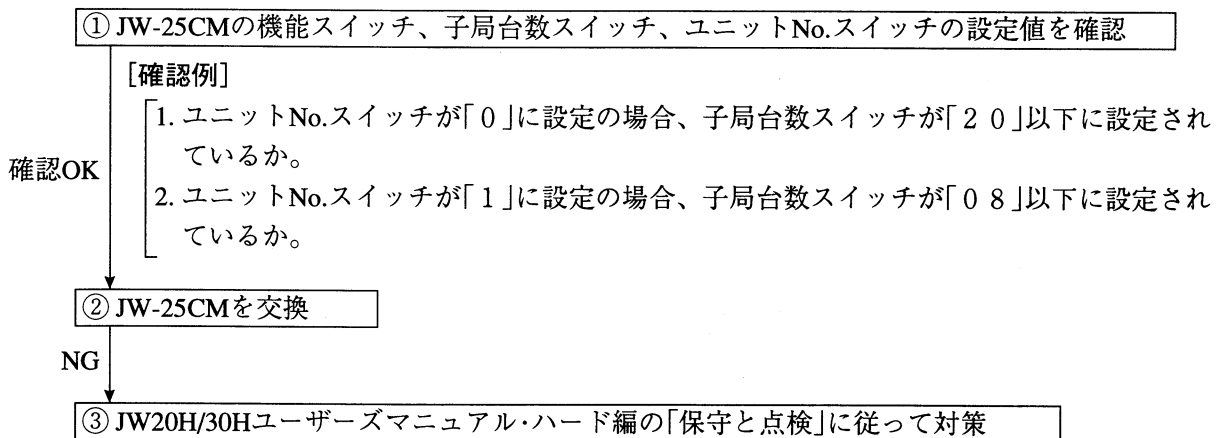 ① JW-25CMの機能スイッチ、子局台数スイッチ、ユニットNo.スイッチの設定値を確認
[確認例]
1. ユニットNo.スイッチが「0」に設定の場合、子局台数スイッチが「20」以下に設定され
ているか。
確認OK
2. ユニットNo.スイッチが「1」に設定の場合、子局台数スイッチが「08」以下に設定され
ているか。
② JW-25CMを交換
NG
③ JW20H/30Hユーザーズマニュアル・ハード編の「保守と点検」に従って対策